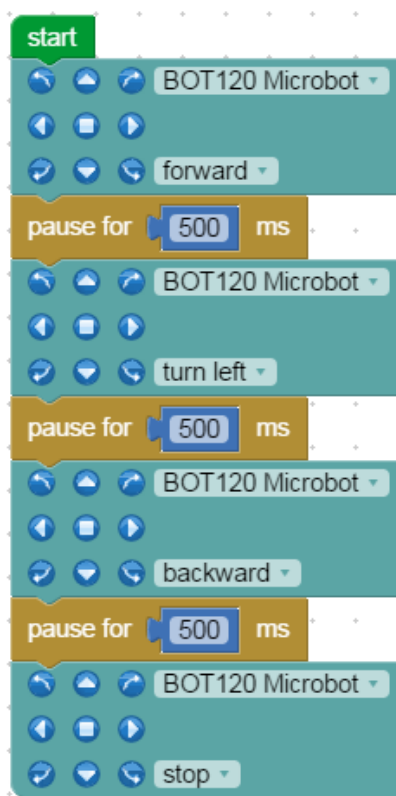 start
BOT120 Microbot
forward
pause for 500 ms
BOT120 Microbot
turn left
pause for 500 ms
BOT120 Microbot
backward
pause for 500 ms
BOT120 Microbot
stop